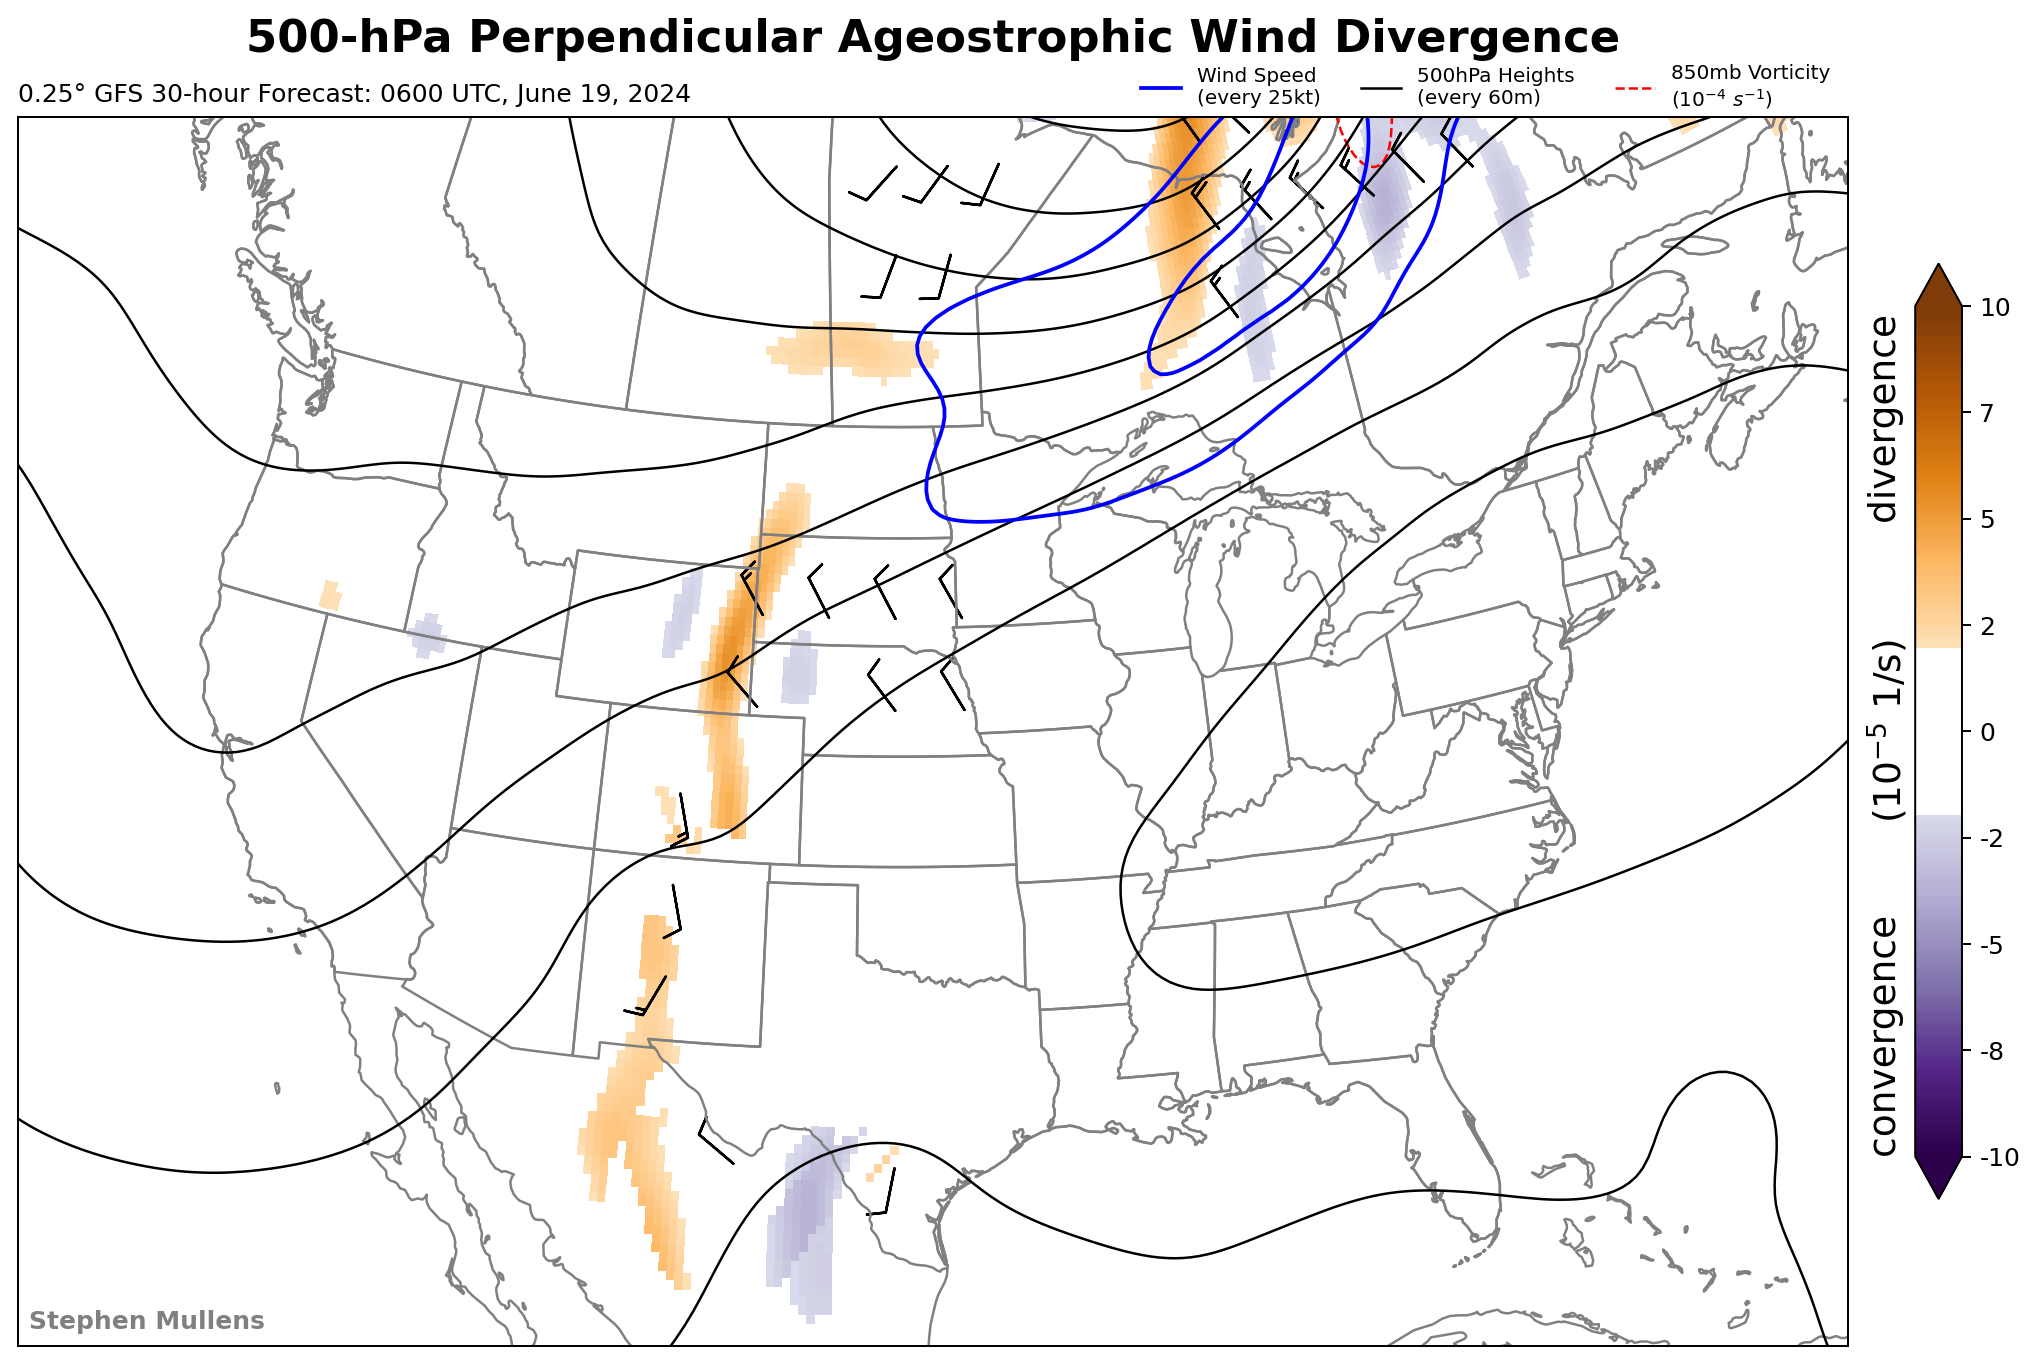 500-hPa Perpendicular Ageostrophic Wind Divergence
0.25° GFS 30-hour Forecast: 0600 UTC, June 19, 2024
Wind Speed
(every 25kt)
500hPa Heights
(every 60m)
850mb Vorticity
(10⁻⁴ s⁻¹)
10
7
5
2
0
-2
-5
-8
-10
convergence (10⁻⁵ 1/s) divergence
Stephen Mullens